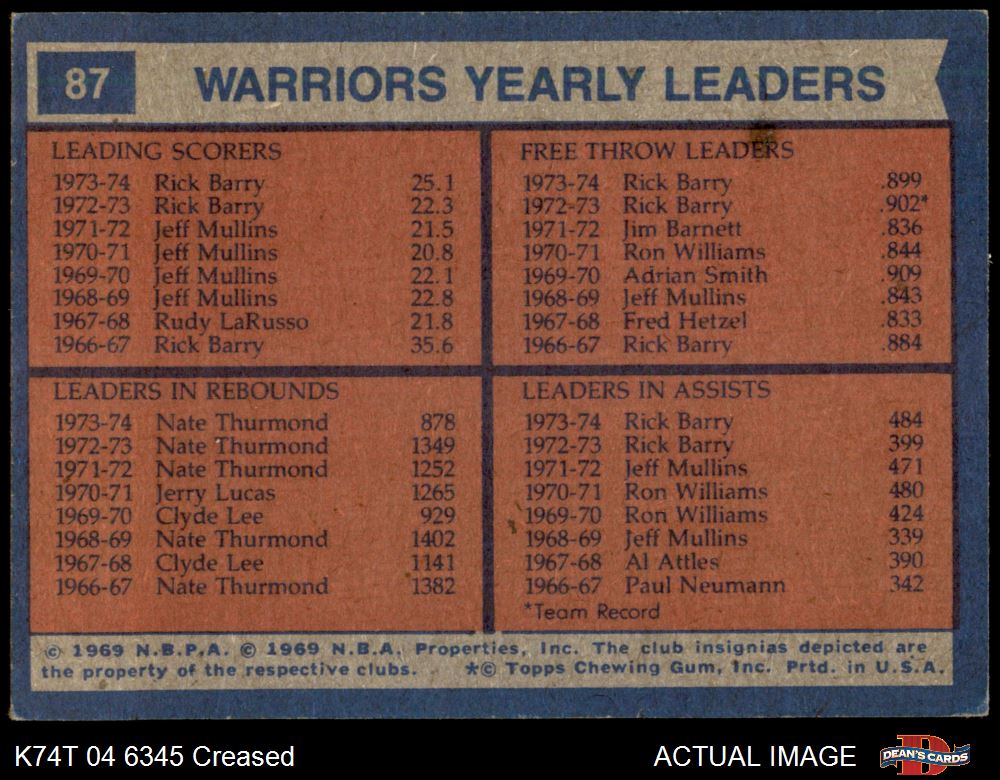 87 WARRIORS YEARLY LEADERS
LEADING SCORERS
1973-74 Rick Barry 25.1
1972-73 Rick Barry 22.3
1971-72 Jeff Mullins 21.5
1970-71 Jeff Mullins 20.8
1969-70 Jeff Mullins 22.1
1968-69 Jeff Mullins 22.8
1967-68 Rudy LaRusso 21.8
1966-67 Rick Barry 35.6
FREE THROW LEADERS
1973-74 Rick Barry .899
1972-73 Rick Barry .902*
1971-72 Jim Barnett .836
1970-71 Ron Williams .844
1969-70 Adrian Smith .909
1968-69 Jeff Mullins .843
1967-68 Fred Hetzel .833
1966-67 Rick Barry .884
LEADERS IN REBOUNDS
1973-74 Nate Thurmond 878
1972-73 Nate Thurmond 1349
1971-72 Nate Thurmond 1252
1970-71 Jerry Lucas 1265
1969-70 Clyde Lee 929
1968-69 Nate Thurmond 1402
1967-68 Clyde Lee 1141
1966-67 Nate Thurmond 1382
LEADERS IN ASSISTS
1973-74 Rick Barry 484
1972-73 Rick Barry 399
1971-72 Jeff Mullins 471
1970-71 Ron Williams 480
1969-70 Ron Williams 424
1968-69 Jeff Mullins 339
1967-68 Al Attles 390
1966-67 Paul Neumann 342
*Team Record
© 1969 N.B.P.A. © 1969 N.B.A. Properties, Inc. The club insignias depicted are
the property of the respective clubs. *© Topps Chewing Gum, Inc. Prtd. in U.S.A.
K74T 04 6345 Creased ACTUAL IMAGE DEAN'S CARDS